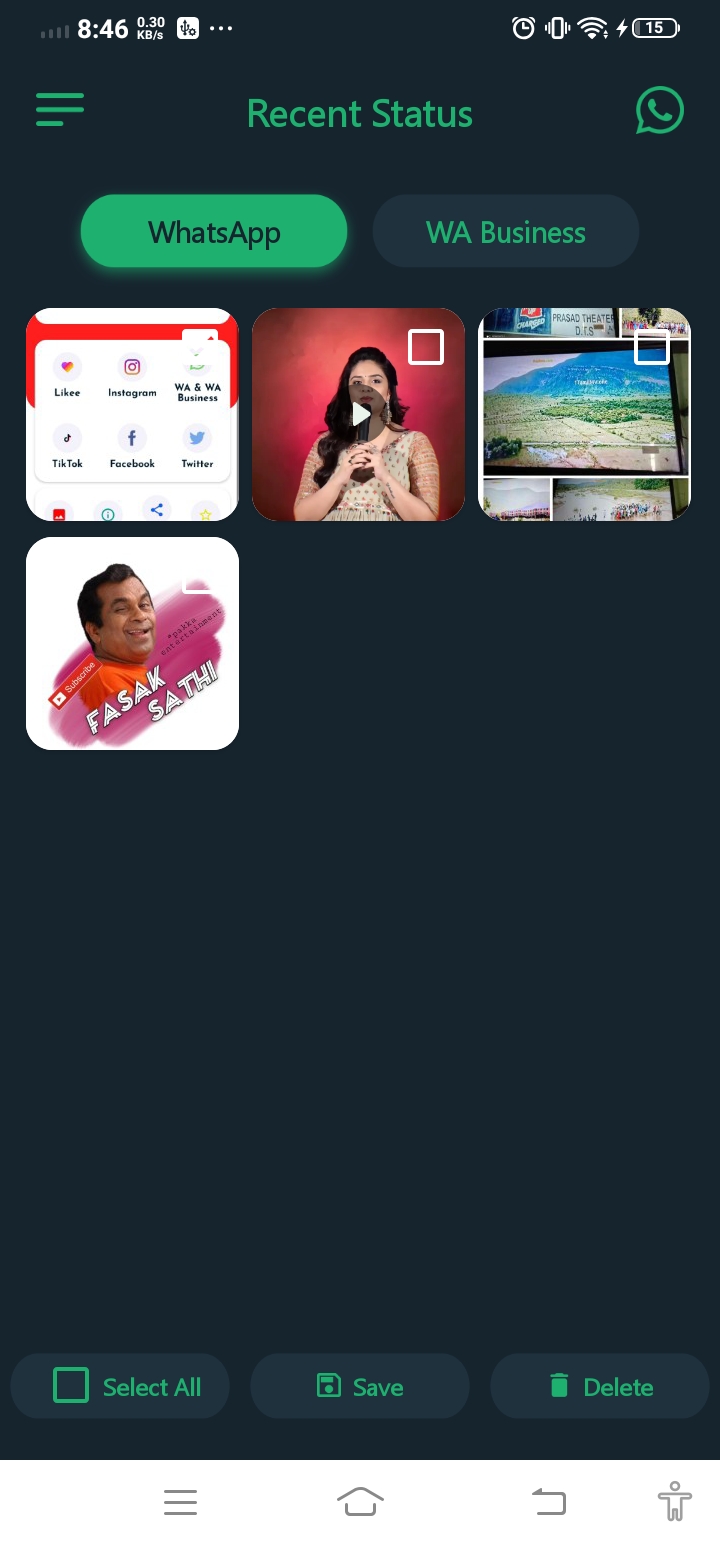 8:46 0.30 KB/s 15
Recent Status
WhatsApp WA Business
Likee Instagram WA & WA Business
TikTok Facebook Twitter
CHARGED
PRASAD THEATER
D.T.S
*pakka
entertainment
Subscribe
FASAK
SATHI
Select All Save Delete